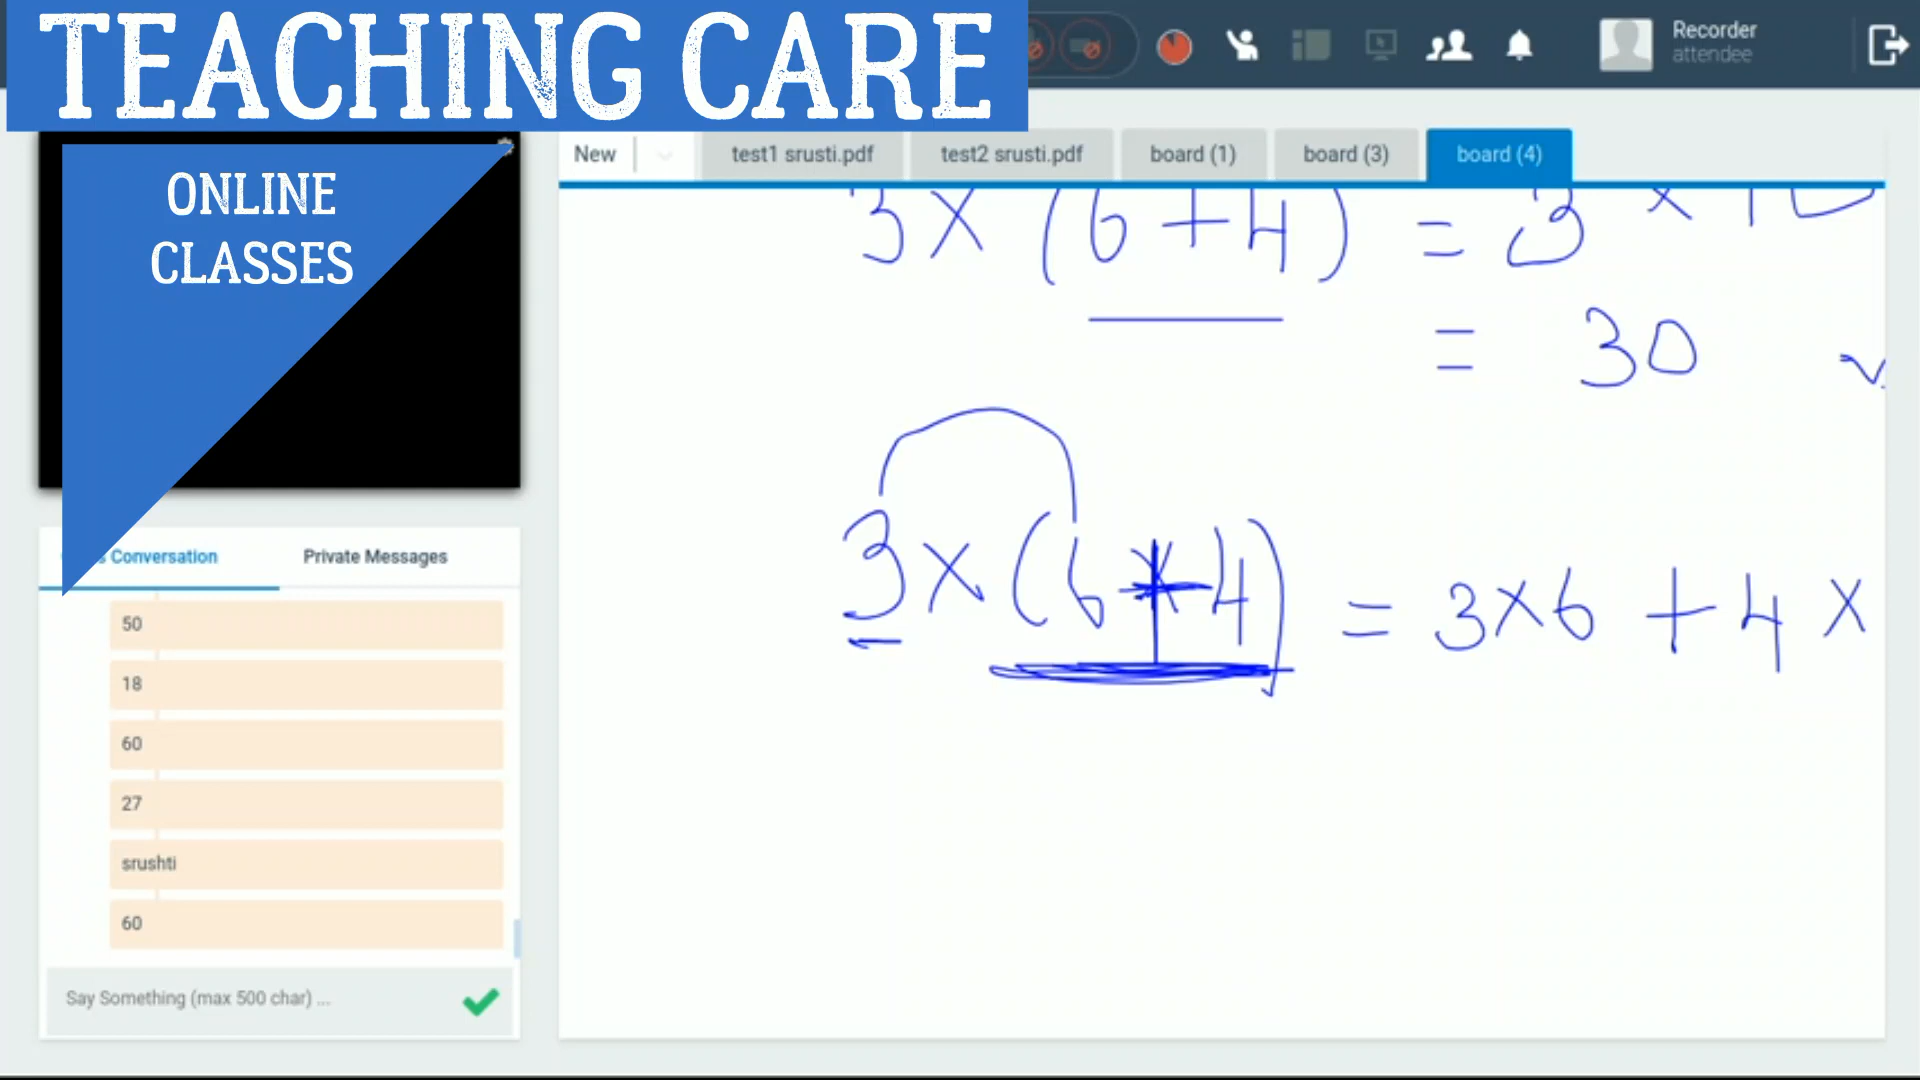 TEACHING CARE
ONLINE
CLASSES
Recorder
attendee
New
test1 srusti.pdf
test2 srusti.pdf
board (1)
board (3)
board (4)
3 × (6 + 4) = 3 × 10
= 30
3 × (6 + 4) = 3 × 6 + 4 ×
Conversation
Private Messages
50
18
60
27
srushti
60
Say Something (max 500 char) ...